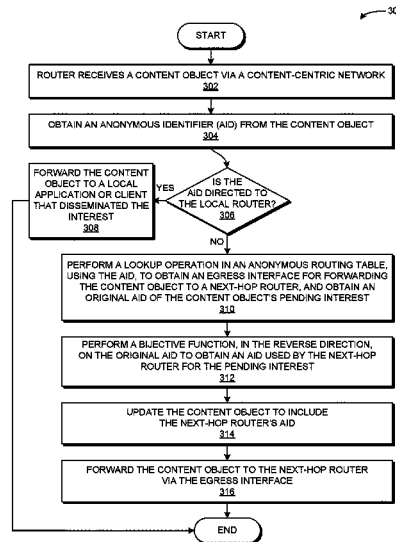 30
START
ROUTER RECEIVES A CONTENT OBJECT VIA A CONTENT-CENTRIC NETWORK
302
OBTAIN AN ANONYMOUS IDENTIFIER (AID) FROM THE CONTENT OBJECT
304
IS THE
AID DIRECTED TO
THE LOCAL ROUTER?
306
YES
FORWARD THE CONTENT
OBJECT TO A LOCAL
APPLICATION OR CLIENT
THAT DISSEMINATED THE
INTEREST
308
NO
PERFORM A LOOKUP OPERATION IN AN ANONYMOUS ROUTING TABLE,
USING THE AID, TO OBTAIN AN EGRESS INTERFACE FOR FORWARDING
THE CONTENT OBJECT TO A NEXT-HOP ROUTER, AND OBTAIN AN
ORIGINAL AID OF THE CONTENT OBJECT'S PENDING INTEREST
310
PERFORM A BIJECTIVE FUNCTION, IN THE REVERSE DIRECTION,
ON THE ORIGINAL AID TO OBTAIN AN AID USED BY THE NEXT-HOP
ROUTER FOR THE PENDING INTEREST
312
UPDATE THE CONTENT OBJECT TO INCLUDE
THE NEXT-HOP ROUTER'S AID
314
FORWARD THE CONTENT OBJECT TO THE NEXT-HOP ROUTER
VIA THE EGRESS INTERFACE
316
END